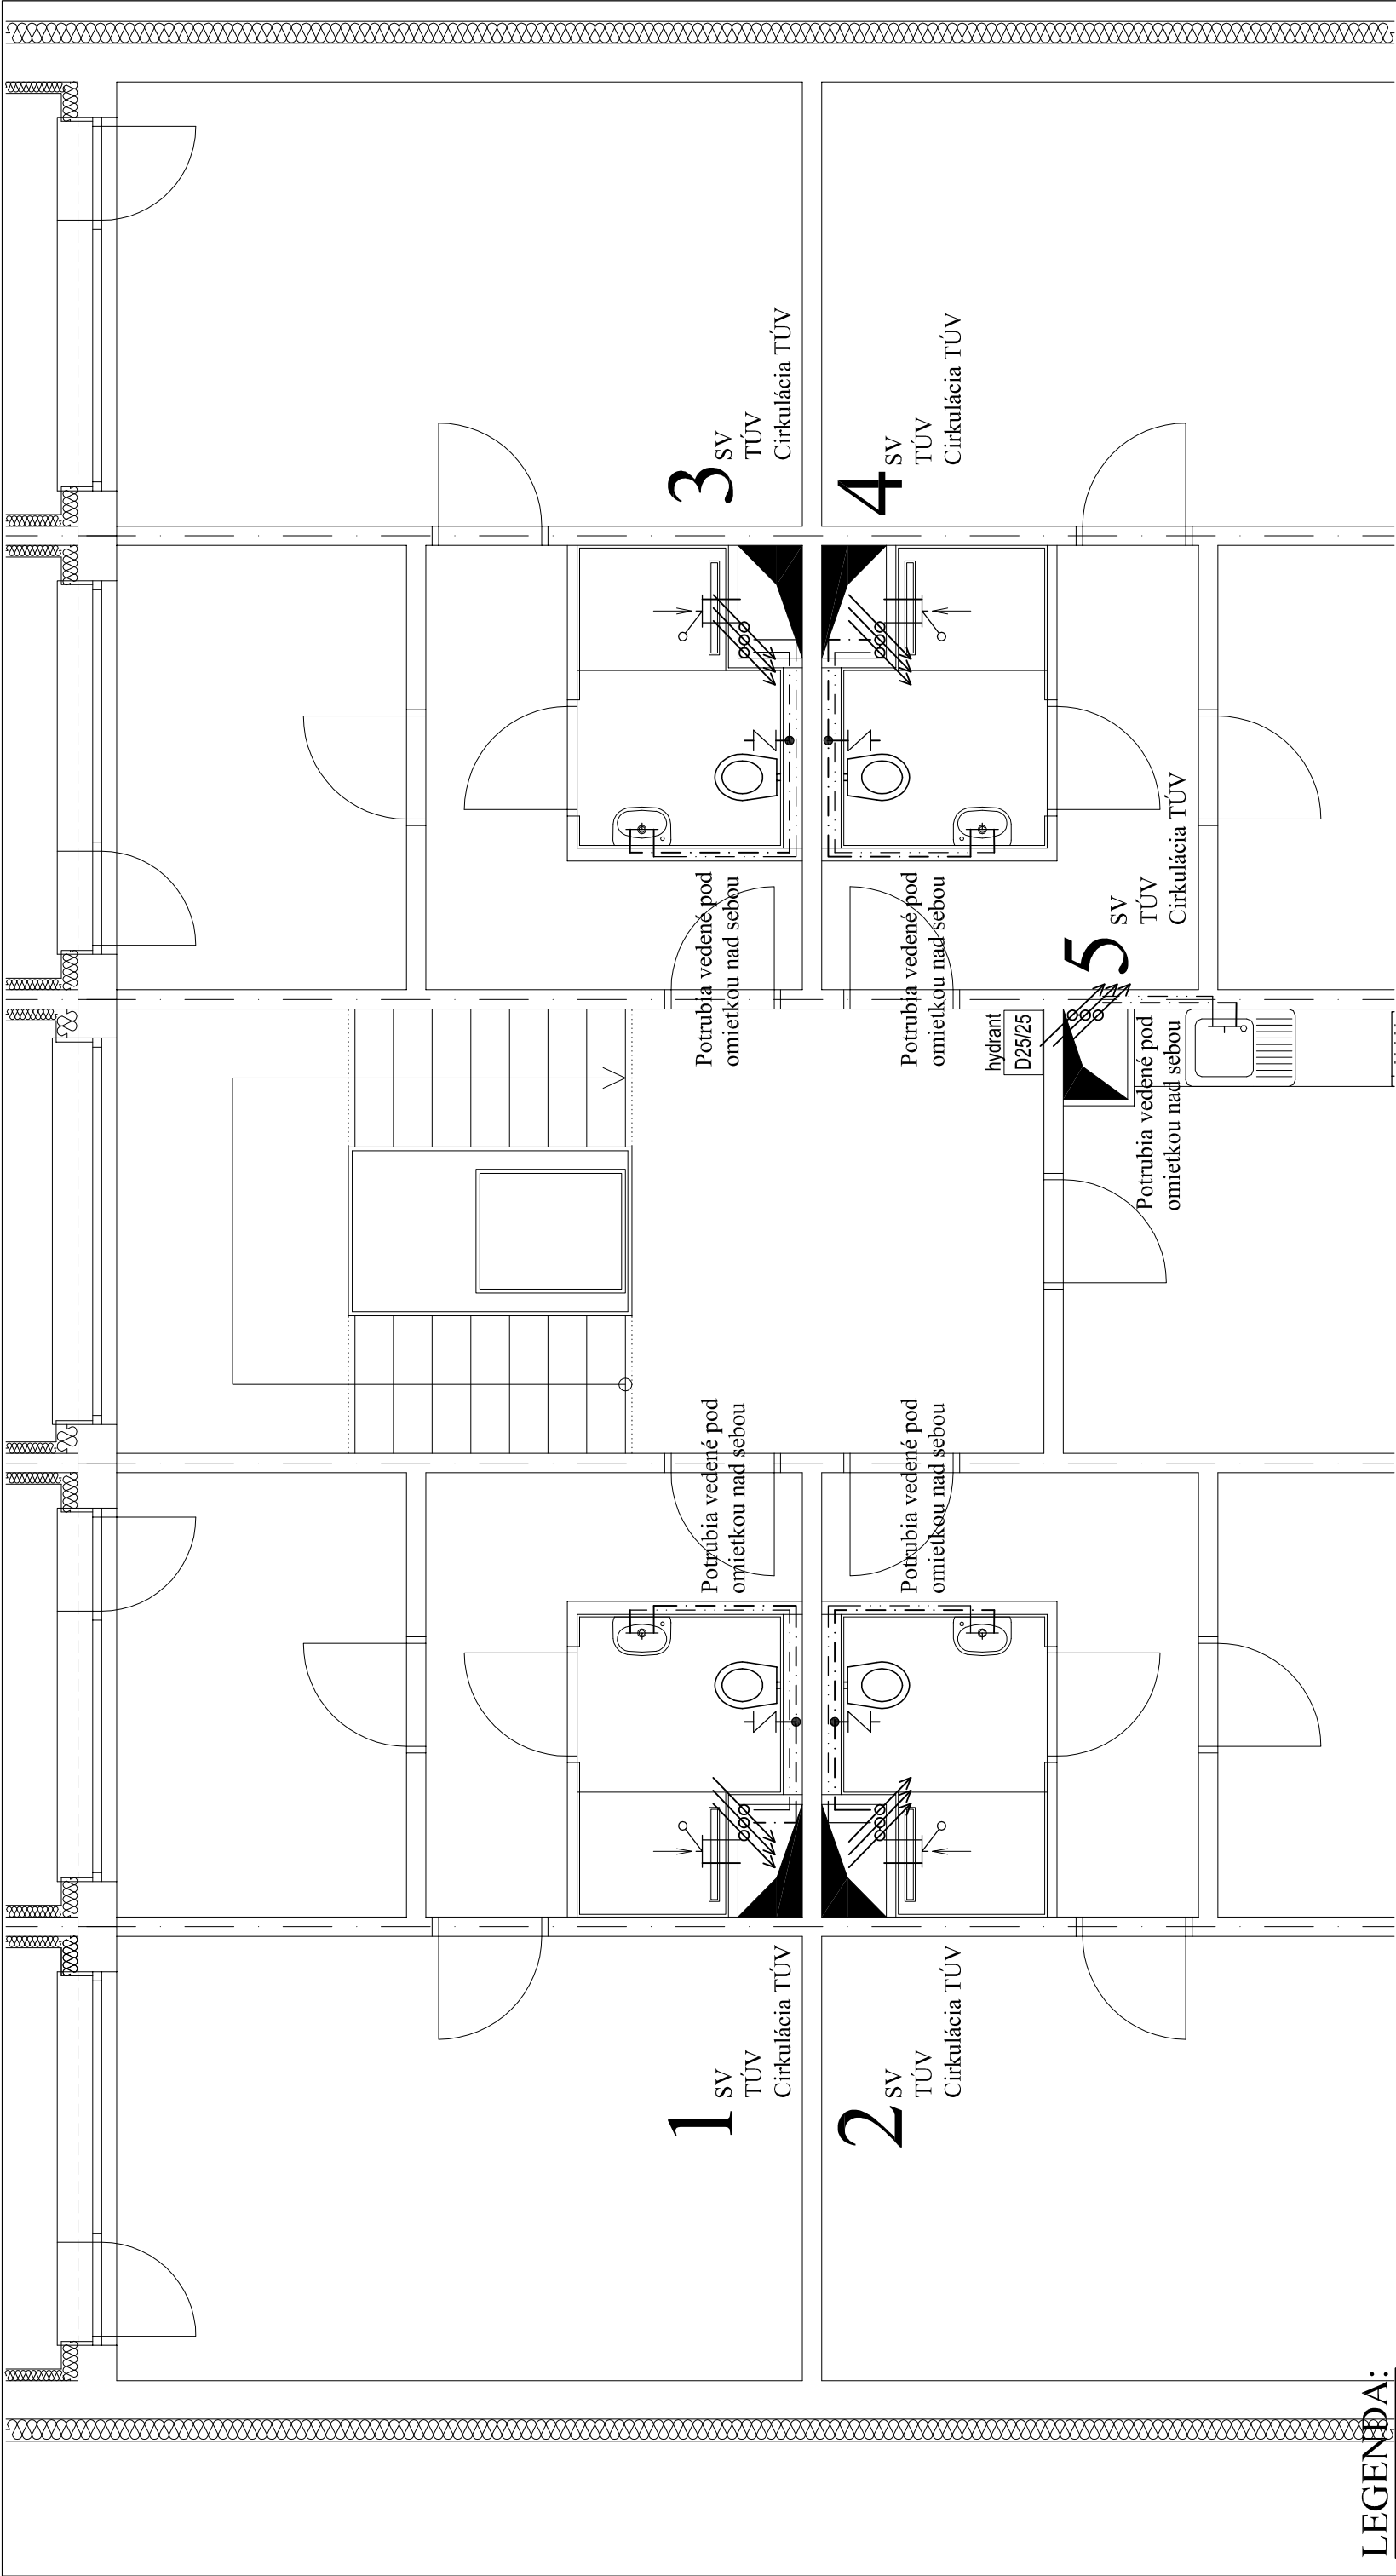 1
SV
TÚV
Cirkulácia TÚV
3
SV
TÚV
Cirkulácia TÚV
Potrubia vedené pod
omietkou nad sebou
Potrubia vedené pod
omietkou nad sebou
2
SV
TÚV
Cirkulácia TÚV
4
SV
TÚV
Cirkulácia TÚV
Potrubia vedené pod
omietkou nad sebou
Potrubia vedené pod
omietkou nad sebou
hydrant
D25/25
5
SV
TÚV
Cirkulácia TÚV
Potrubia vedené pod
omietkou nad sebou
LEGENDA: